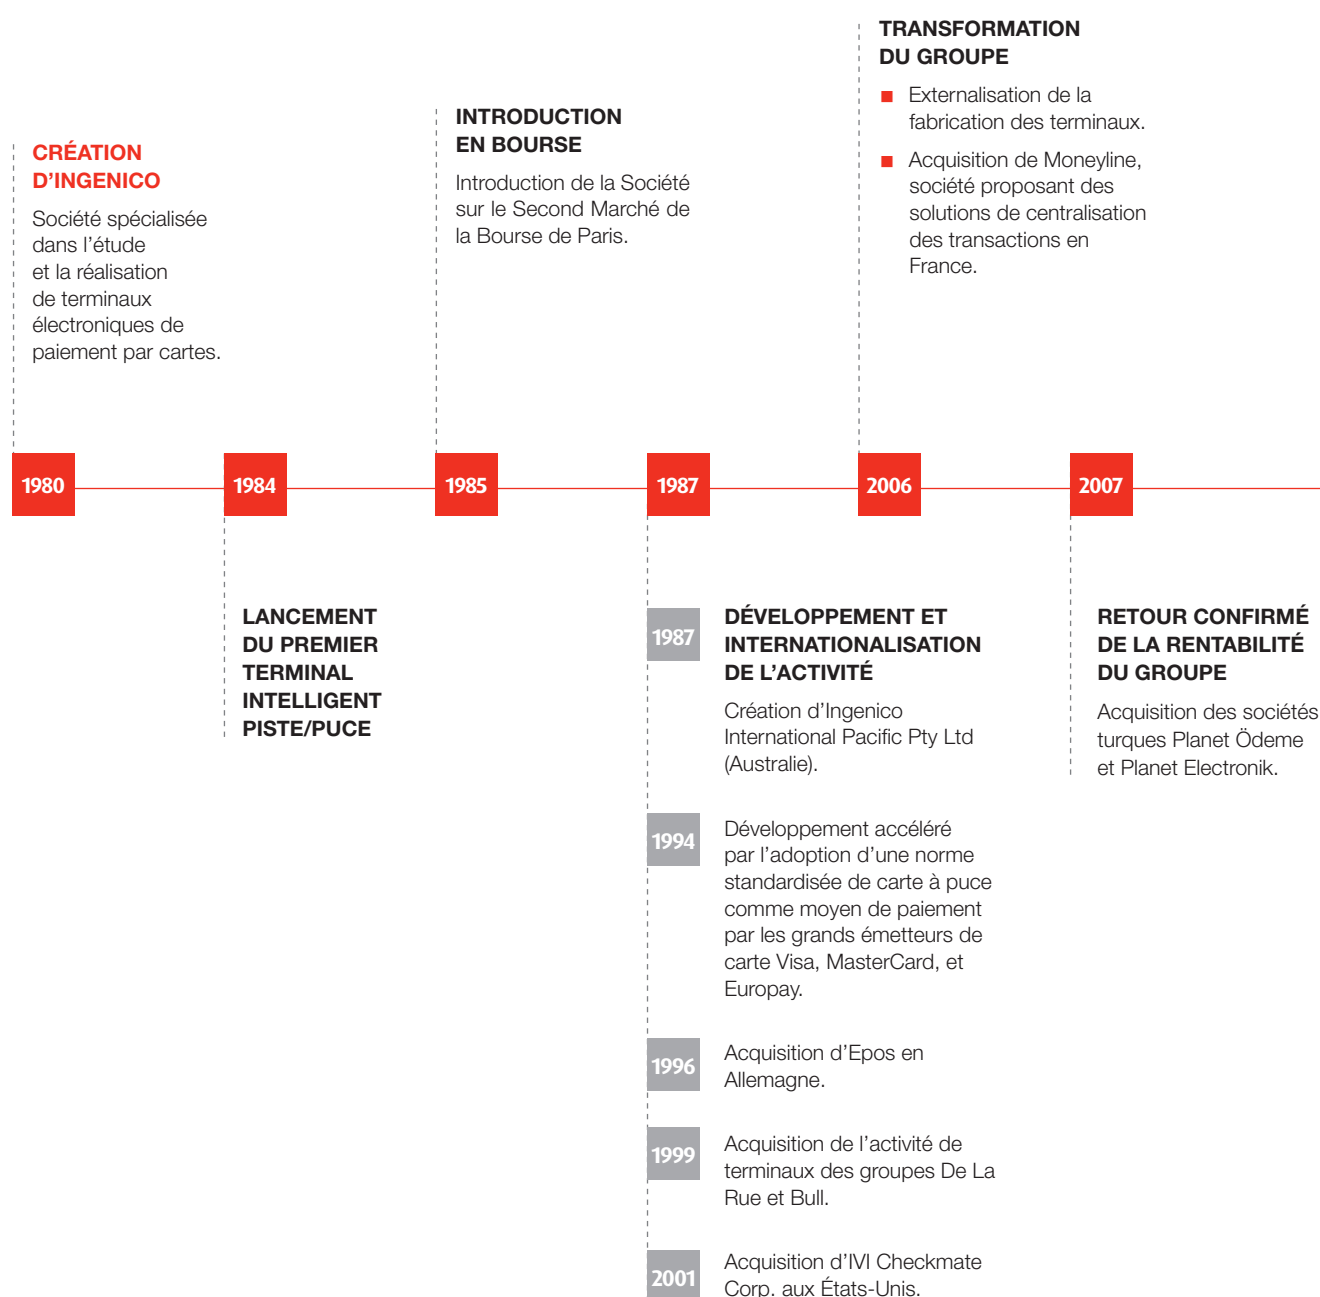 CRÉATION
D’INGENICO
Société spécialisée
dans l’étude
et la réalisation
de terminaux
électroniques de
paiement par cartes.
INTRODUCTION
EN BOURSE
Introduction de la Société
sur le Second Marché de
la Bourse de Paris.
TRANSFORMATION
DU GROUPE
■ Externalisation de la
fabrication des terminaux.
■ Acquisition de Moneyline,
société proposant des
solutions de centralisation
des transactions en
France.
1980
1984
1985
1987
2006
2007
LANCEMENT
DU PREMIER
TERMINAL
INTELLIGENT
PISTE/PUCE
1987
DÉVELOPPEMENT ET
INTERNATIONALISATION
DE L’ACTIVITÉ
Création d’Ingenico
International Pacific Pty Ltd
(Australie).
1994
Développement accéléré
par l’adoption d’une norme
standardisée de carte à puce
comme moyen de paiement
par les grands émetteurs de
carte Visa, MasterCard, et
Europay.
1996
Acquisition d’Epos en
Allemagne.
1999
Acquisition de l’activité de
terminaux des groupes De La
Rue et Bull.
2001
Acquisition d’IVI Checkmate
Corp. aux États-Unis.
RETOUR CONFIRMÉ
DE LA RENTABILITÉ
DU GROUPE
Acquisition des sociétés
turques Planet Ödeme
et Planet Electronik.